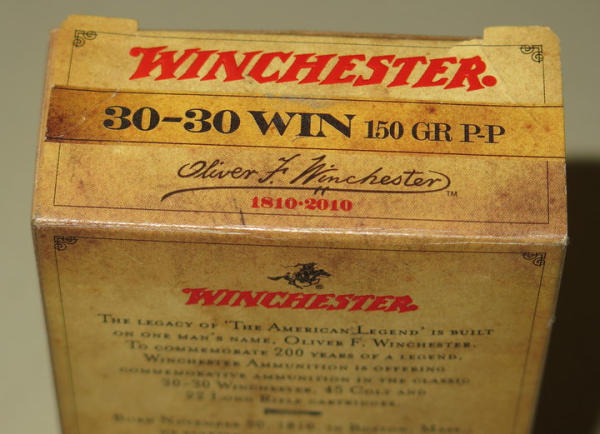 WINCHESTER.
30-30 WIN 150 GR P-P
Oliver F. Winchester™
1810·2010
WINCHESTER ®
THE LEGACY OF 'THE AMERICAN LEGEND' IS BUILT
ON ONE MAN'S NAME, OLIVER F. WINCHESTER.
TO COMMEMORATE 200 YEARS OF A LEGEND,
WINCHESTER AMMUNITION IS OFFERING
COMMEMORATIVE AMMUNITION IN THE CLASSIC
30-30 WINCHESTER, 45 COLT AND
22 LONG RIFLE CARTRIDGES.
BORN NOVEMBER 30, 1810, IN BOSTON, MASS.,